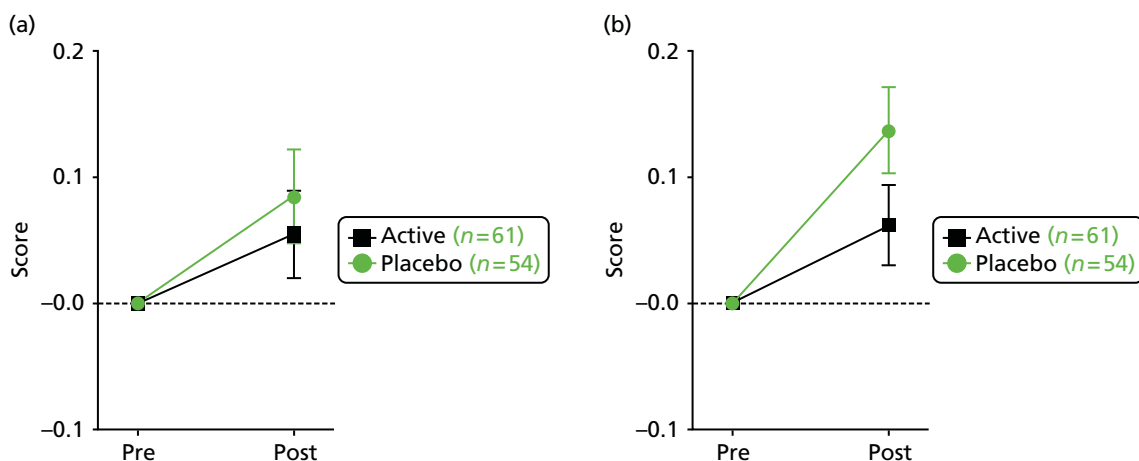 (a)
0.2
0.1
–0.0
–0.1
Score
Pre
Post
Active (n=61)
Placebo (n=54)
(b)
0.2
0.1
–0.0
–0.1
Score
Pre
Post
Active (n=61)
Placebo (n=54)